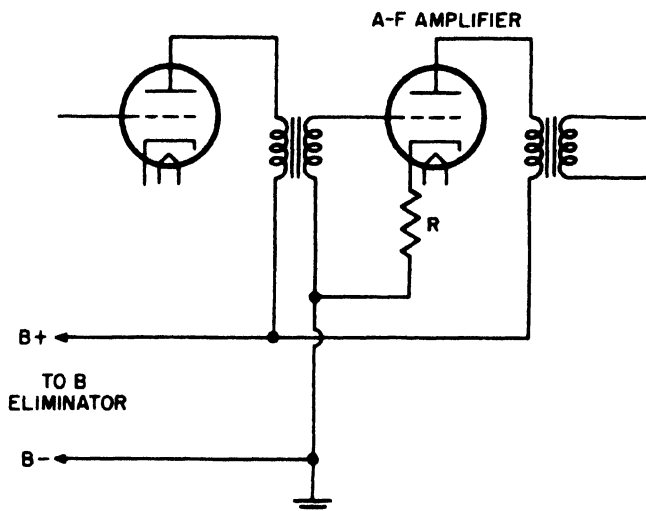 A-F AMPLIFIER
R
B+
TO B
ELIMINATOR
B-